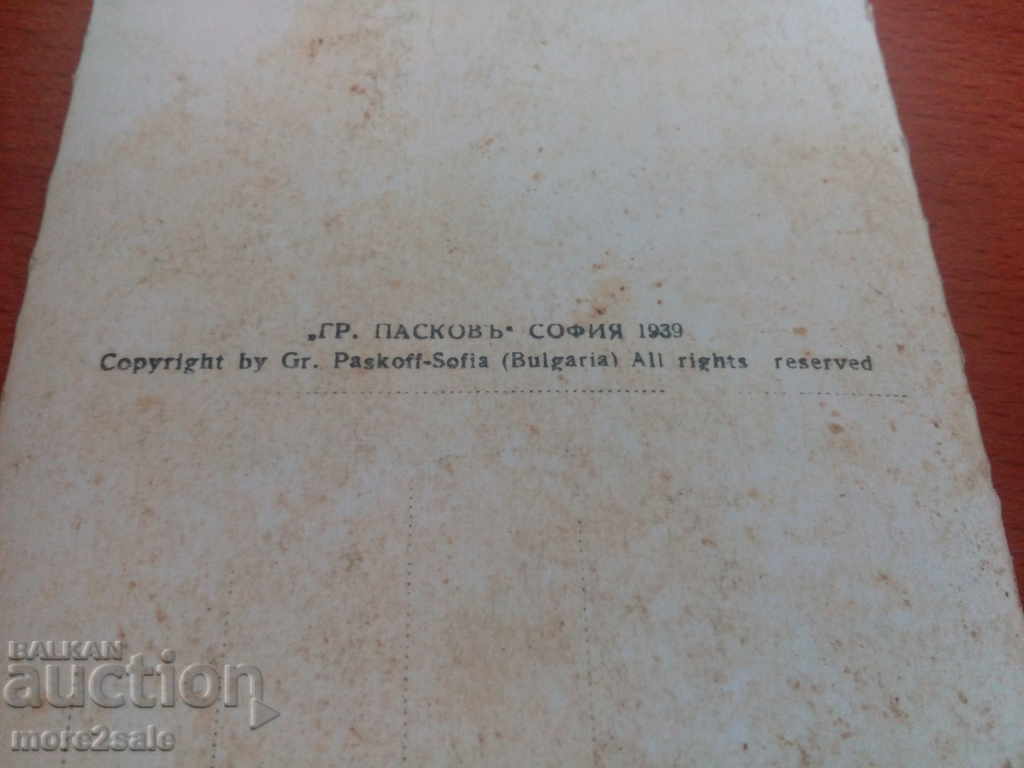 „ГР. ПАСКОВЪ“ СОФИЯ 1939
Copyright by Gr. Paskoff-Sofia (Bulgaria) All rights reserved
BALKAN
auction
more2sale